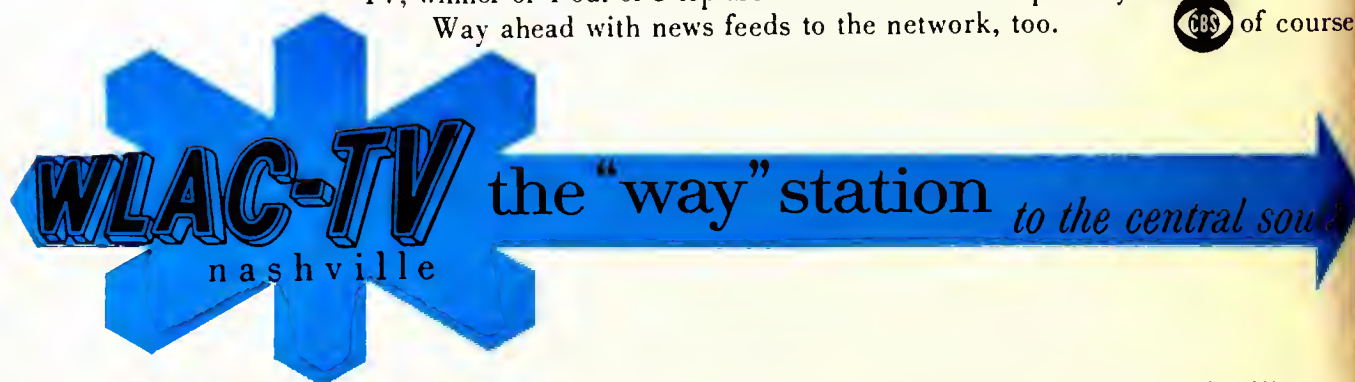 Way ahead with news feeds to the network, too. CBS of course
WLAC-TV the "way" station to the central
nashville